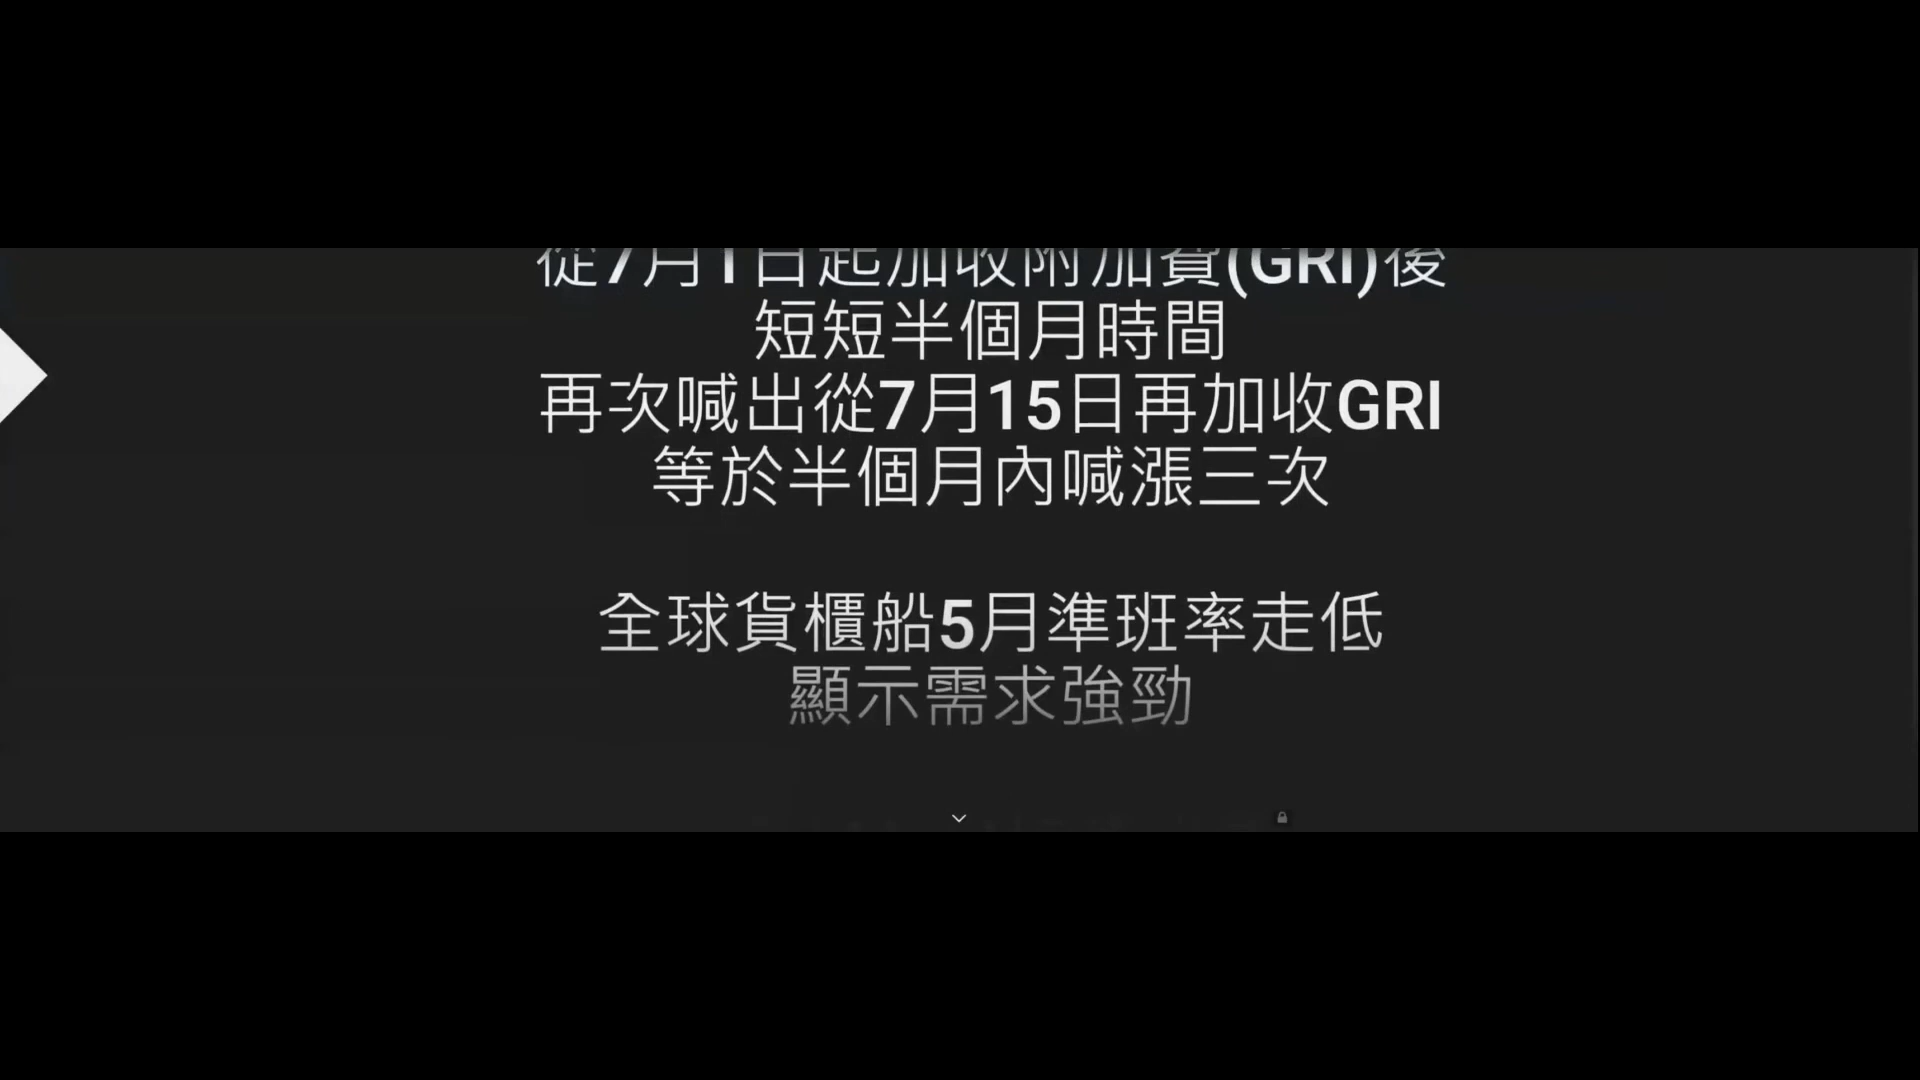 從7月1日起加收附加費(GRI)後
短短半個月時間
再次喊出從7月15日再加收GRI
等於半個月內喊漲三次
全球貨櫃船5月準班率走低
顯示需求強勁